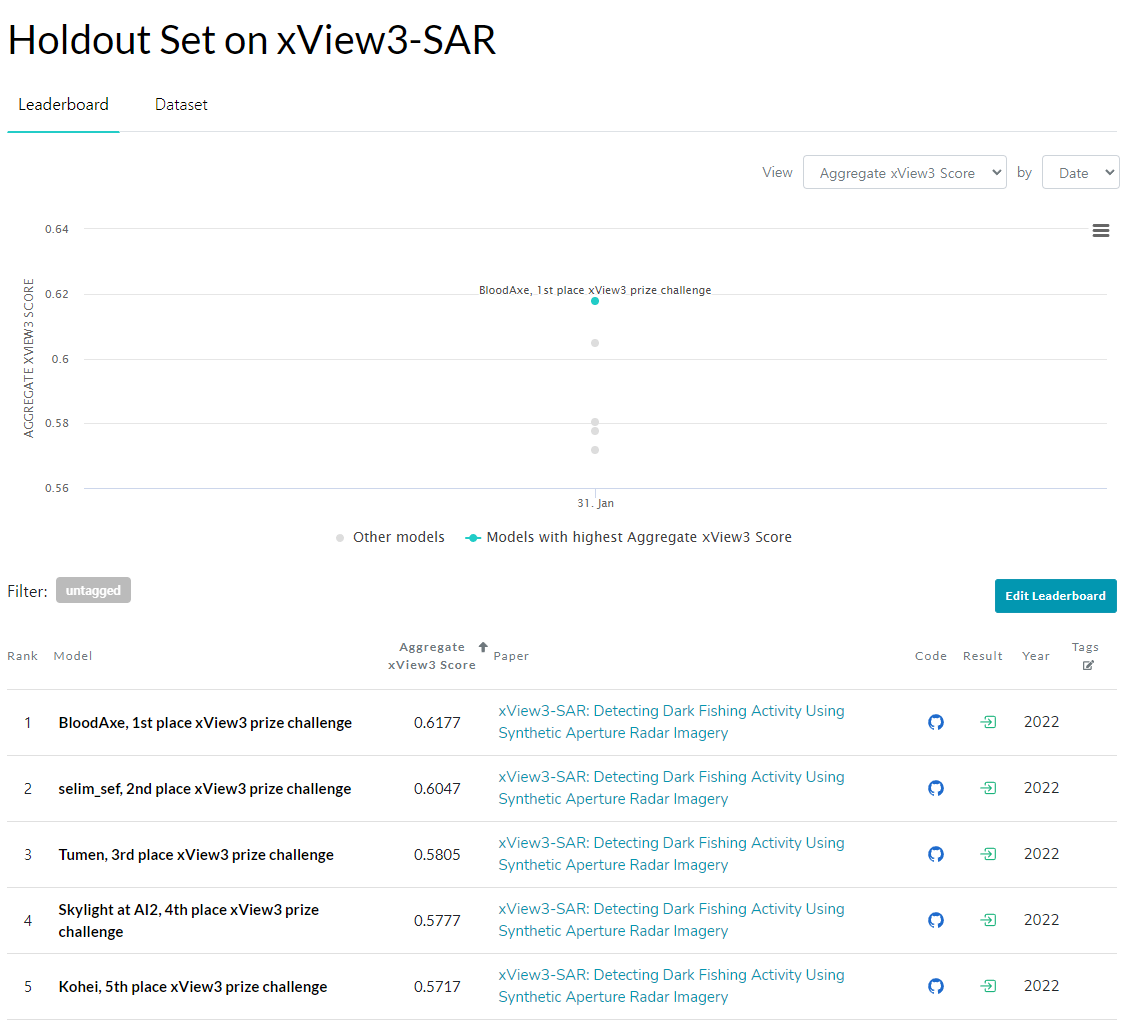 Holdout Set on xView3-SAR
Leaderboard Dataset
View Aggregate xView3 Score by Date
0.64
0.62
0.6
0.58
0.56
AGGREGATE XVIEW3 SCORE
BloodAxe, 1st place xView3 prize challenge
31. Jan
Other models Models with highest Aggregate xView3 Score
Filter: untagged
Edit Leaderboard
Rank Model Aggregate xView3 Score Paper Code Result Year Tags
1 BloodAxe, 1st place xView3 prize challenge 0.6177 xView3-SAR: Detecting Dark Fishing Activity Using
Synthetic Aperture Radar Imagery 2022
2 selim_sef, 2nd place xView3 prize challenge 0.6047 xView3-SAR: Detecting Dark Fishing Activity Using
Synthetic Aperture Radar Imagery 2022
3 Tumen, 3rd place xView3 prize challenge 0.5805 xView3-SAR: Detecting Dark Fishing Activity Using
Synthetic Aperture Radar Imagery 2022
4 Skylight at AI2, 4th place xView3 prize
challenge 0.5777 xView3-SAR: Detecting Dark Fishing Activity Using
Synthetic Aperture Radar Imagery 2022
5 Kohei, 5th place xView3 prize challenge 0.5717 xView3-SAR: Detecting Dark Fishing Activity Using
Synthetic Aperture Radar Imagery 2022